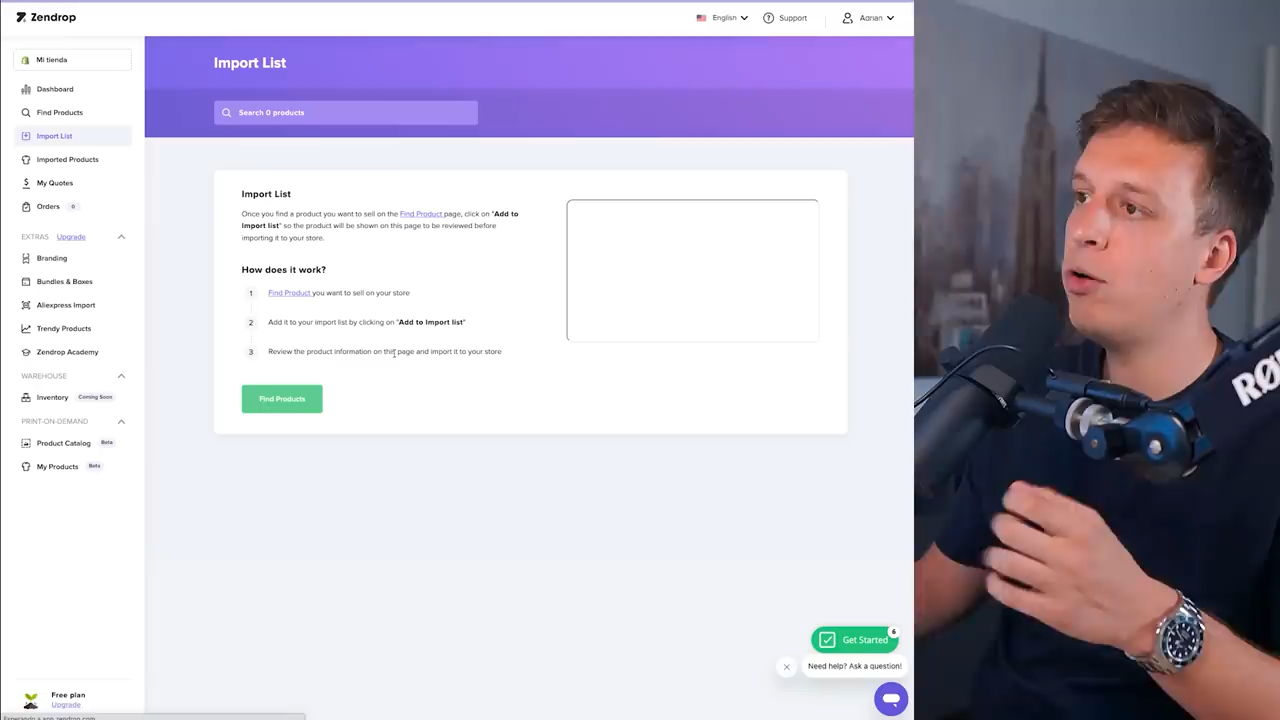 Zendrop
English
Support
Adrian
Mi tienda
Dashboard
Find Products
Import List
Imported Products
My Quotes
Orders 0
EXTRAS Upgrade
Branding
Bundles & Boxes
Aliexpress Import
Trendy Products
Zendrop Academy
WAREHOUSE
Inventory Coming Soon
PRINT-ON-DEMAND
Product Catalog Beta
My Products Beta
Free plan
Upgrade
Esperando a app.zendrop.com
Import List
Search 0 products
Import List
Once you find a product you want to sell on the Find Product page, click on "Add to
Import list" so the product will be shown on this page to be reviewed before
importing it to your store.
How does it work?
1 Find Product you want to sell on your store
2 Add it to your import list by clicking on "Add to Import list"
3 Review the product information on this page and import it to your store
Find Products
Get Started
6
Need help? Ask a question!
RØ